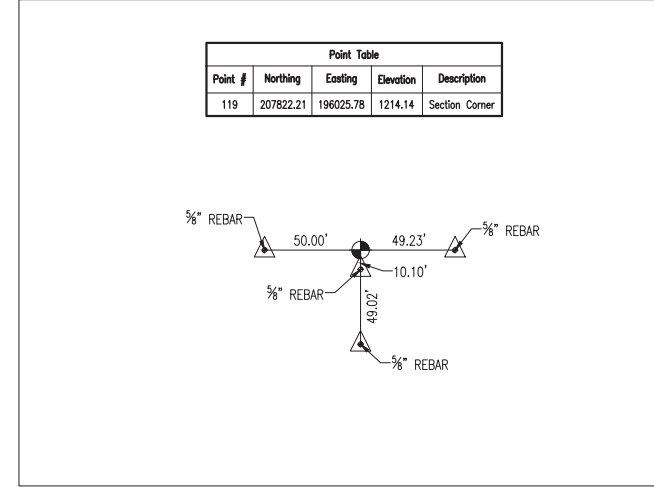 Point Table
Point # Northing Easting Elevation Description
119 207822.21 196025.78 1214.14 Section Corner
⅝" REBAR
50.00'
49.23'
⅝" REBAR
10.10'
⅝" REBAR
49.02'
⅝" REBAR